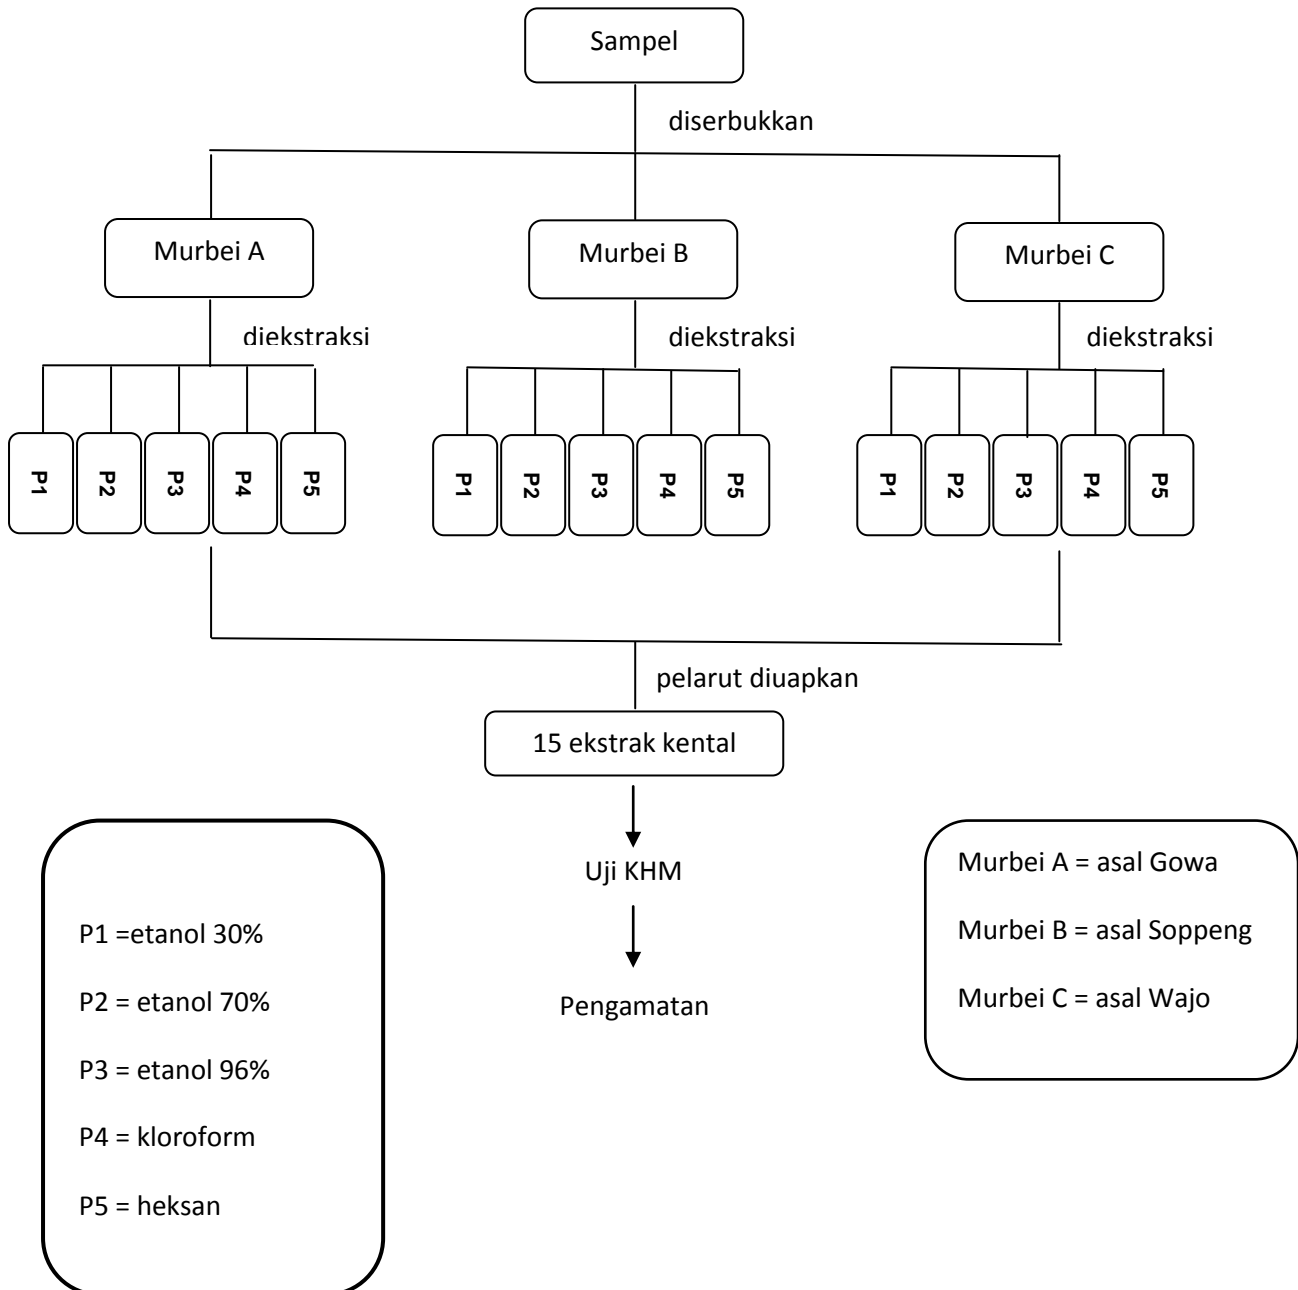 Sampel
diserbukkan
Murbei A
Murbei B
Murbei C
diekstraksi
diekstraksi
diekstraksi
P1
P2
P3
P4
P5
P1
P2
P3
P4
P5
P1
P2
P3
P4
P5
pelarut diuapkan
15 ekstrak kental
Uji KHM
Pengamatan
P1 =etanol 30%
P2 = etanol 70%
P3 = etanol 96%
P4 = kloroform
P5 = heksan
Murbei A = asal Gowa
Murbei B = asal Soppeng
Murbei C = asal Wajo